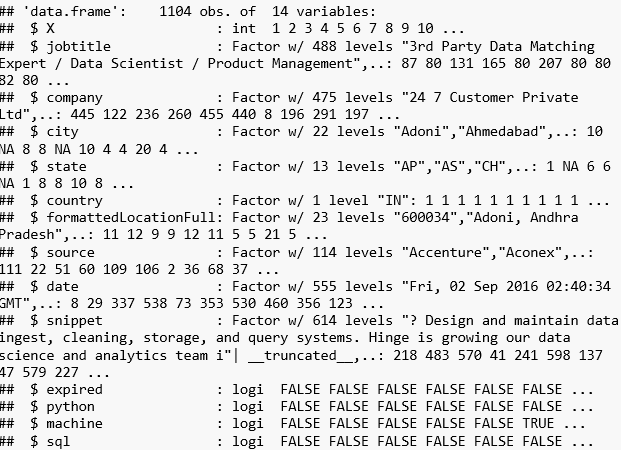 ## 'data.frame':    1104 obs. of  14 variables:
##  $ X                    : int  1 2 3 4 5 6 7 8 9 10 ...
##  $ jobtitle             : Factor w/ 488 levels "3rd Party Data Matching
Expert / Data Scientist / Product Management",..: 87 80 131 165 80 207 80 80
82 80 ...
##  $ company              : Factor w/ 475 levels "24 7 Customer Private
Ltd",..: 445 122 236 260 455 440 8 196 291 197 ...
##  $ city                 : Factor w/ 22 levels "Adoni","Ahmedabad",..: 10
NA 8 8 NA 10 4 4 20 4 ...
##  $ state                : Factor w/ 13 levels "AP","AS","CH",..: 1 NA 6 6
NA 1 8 8 10 8 ...
##  $ country              : Factor w/ 1 level "IN": 1 1 1 1 1 1 1 1 1 1 ...
##  $ formattedLocationFull: Factor w/ 23 levels "600034","Adoni, Andhra
Pradesh",..: 11 12 9 9 12 11 5 5 21 5 ...
##  $ source               : Factor w/ 114 levels "Accenture","Aconex",..:
111 22 51 60 109 106 2 36 68 37 ...
##  $ date                 : Factor w/ 555 levels "Fri, 02 Sep 2016 02:40:34
GMT",..: 8 29 337 538 73 353 530 460 356 123 ...
##  $ snippet              : Factor w/ 614 levels "? Design and maintain data
ingest, cleaning, storage, and query systems. Hinge is growing our data
science and analytics team i"| __truncated__,..: 218 483 570 41 241 598 137
47 579 227 ...
##  $ expired              : logi  FALSE FALSE FALSE FALSE FALSE FALSE ...
##  $ python               : logi  FALSE FALSE FALSE FALSE FALSE FALSE ...
##  $ machine              : logi  FALSE FALSE FALSE FALSE FALSE TRUE ...
##  $ sql                  : logi  FALSE FALSE FALSE FALSE FALSE FALSE ...